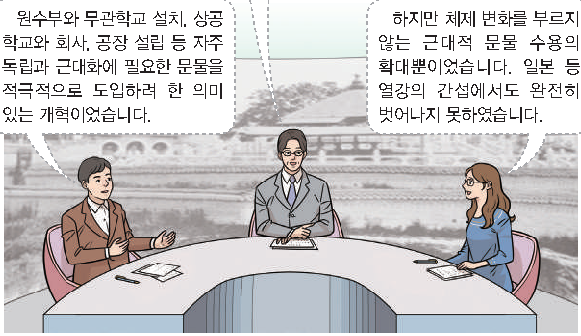 원수부와 무관학교 설치, 상공
학교와 회사, 공장 설립 등 자주
독립과 근대화에 필요한 문물을
적극적으로 도입하려 한 의미
있는 개혁이었습니다.
하지만 체제 변화를 부르지
않는 근대적 문물 수용의
확대뿐이었습니다. 일본 등
열강의 간섭에서도 완전히
벗어나지 못하였습니다.